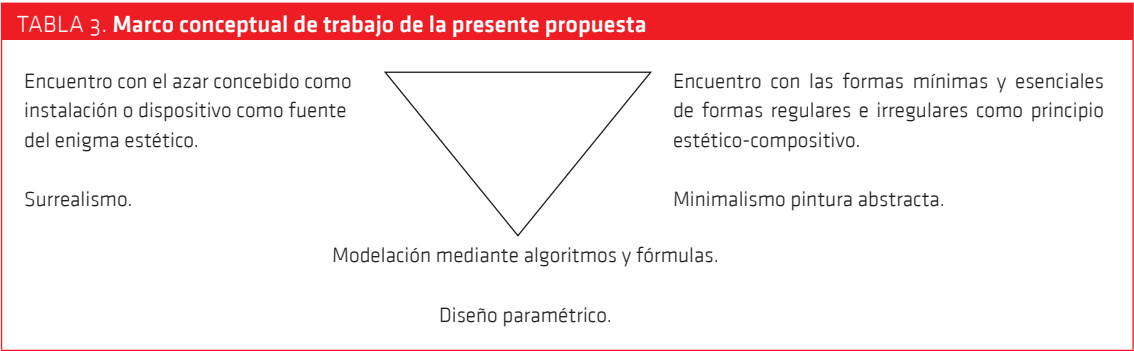 TABLA 3. Marco conceptual de trabajo de la presente propuesta
Encuentro con el azar concebido como
instalación o dispositivo como fuente
del enigma estético.
Surrealismo.
Encuentro con las formas mínimas y esenciales
de formas regulares e irregulares como principio
estético-compositivo.
Minimalismo pintura abstracta.
Modelación mediante algoritmos y fórmulas.
Diseño paramétrico.